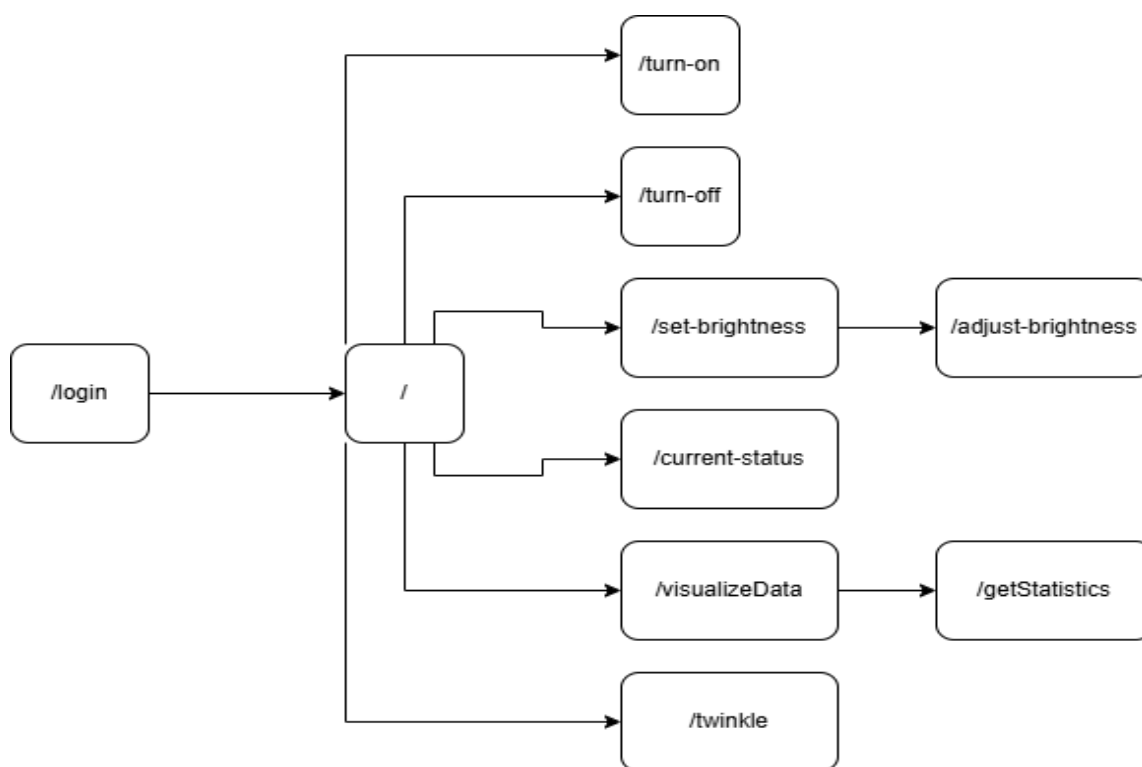 /turn-on
/turn-off
/set-brightness
/adjust-brightness
/login
/
/current-status
/visualizeData
/getStatistics
/twinkle